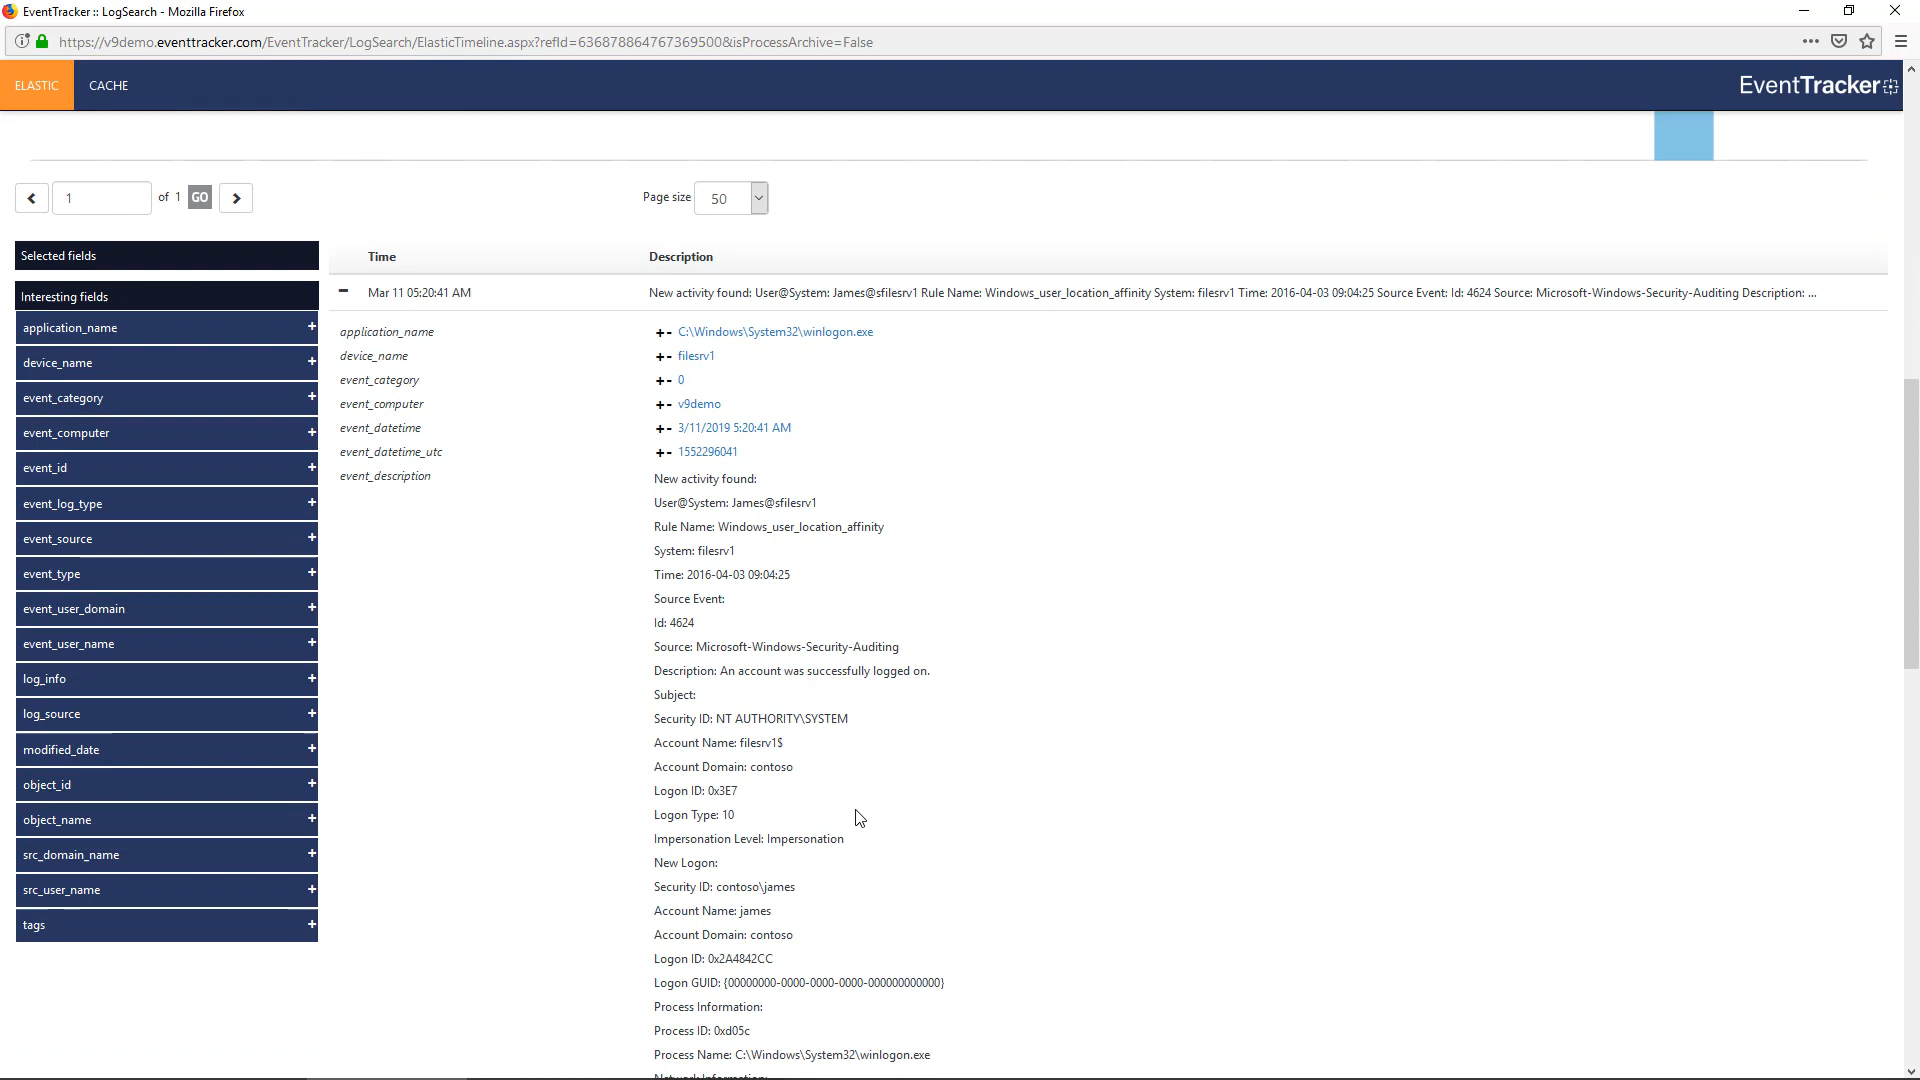 EventTracker :: LogSearch - Mozilla Firefox
https://v9demo.eventtracker.com/EventTracker/LogSearch/ElasticTimeline.aspx?refId=636878864767369500&isProcessArchive=False
ELASTIC CACHE EventTracker
1 of 1 GO Page size 50
Selected fields
Time Description
Interesting fields
Mar 11 05:20:41 AM New activity found: User@System: James@sfilesrv1 Rule Name: Windows_user_location_affinity System: filesrv1 Time: 2016-04-03 09:04:25 Source Event: Id: 4624 Source: Microsoft-Windows-Security-Auditing Description: ...
application_name
device_name
event_category
event_computer
event_id
event_log_type
event_source
event_type
event_user_domain
event_user_name
log_info
log_source
modified_date
object_id
object_name
src_domain_name
src_user_name
tags
application_name +- C:\Windows\System32\winlogon.exe
device_name +- filesrv1
event_category +- 0
event_computer +- v9demo
event_datetime +- 3/11/2019 5:20:41 AM
event_datetime_utc +- 1552296041
event_description
New activity found:
User@System: James@sfilesrv1
Rule Name: Windows_user_location_affinity
System: filesrv1
Time: 2016-04-03 09:04:25
Source Event:
Id: 4624
Source: Microsoft-Windows-Security-Auditing
Description: An account was successfully logged on.
Subject:
Security ID: NT AUTHORITY\SYSTEM
Account Name: filesrv1$
Account Domain: contoso
Logon ID: 0x3E7
Logon Type: 10
Impersonation Level: Impersonation
New Logon:
Security ID: contoso\james
Account Name: james
Account Domain: contoso
Logon ID: 0x2A4842CC
Logon GUID: {00000000-0000-0000-0000-000000000000}
Process Information:
Process ID: 0xd05c
Process Name: C:\Windows\System32\winlogon.exe
Network Information: